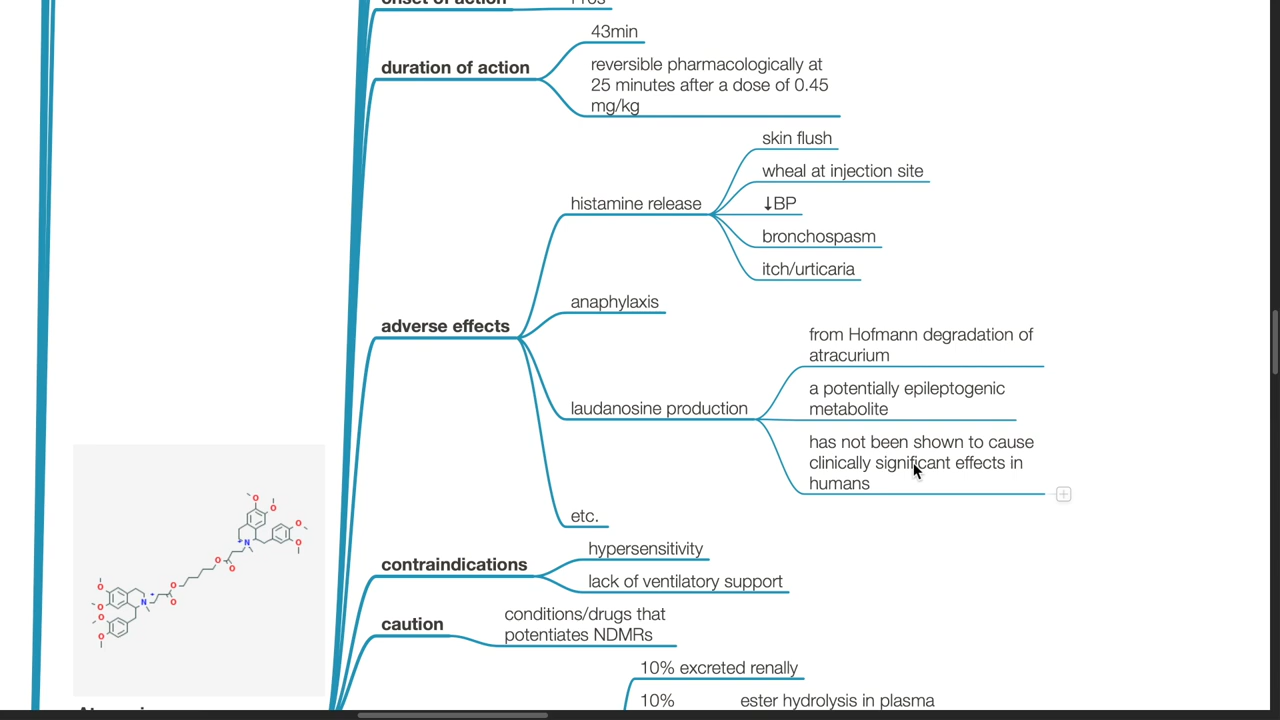 onset of action
duration of action
43min
reversible pharmacologically at
25 minutes after a dose of 0.45
mg/kg
adverse effects
histamine release
skin flush
wheal at injection site
↓BP
bronchospasm
itch/urticaria
anaphylaxis
laudanosine production
from Hofmann degradation of
atracurium
a potentially epileptogenic
metabolite
has not been shown to cause
clinically significant effects in
humans
etc.
contraindications
hypersensitivity
lack of ventilatory support
caution
conditions/drugs that
potentiates NDMRs
10% excreted renally
10% ester hydrolysis in plasma